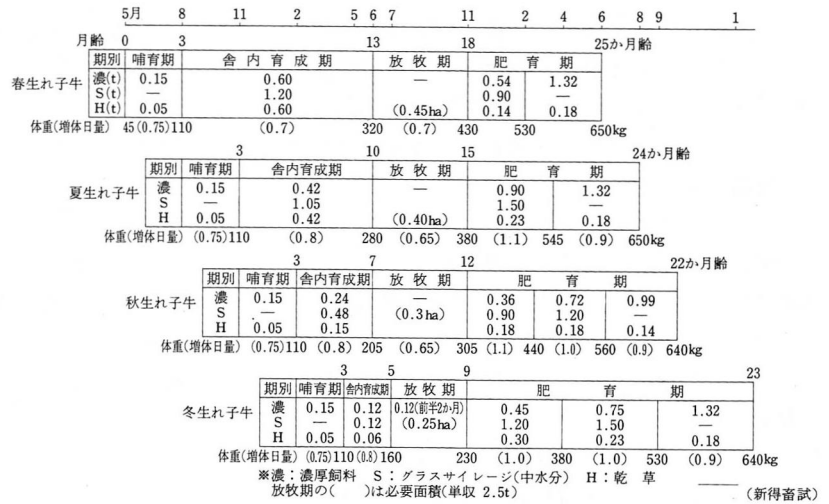 5月 8 11 2 5 6 7 11 2 4 6 8 9 1
月齢 0 3 13 18 25か月齢
春生れ子牛
期別 哺育期 舎内育成期 放牧期 肥育期
濃(t) 0.15 0.60 — 0.54 1.32
S(t) — 1.20 0.90 —
H(t) 0.05 0.60 (0.45ha) 0.14 0.18
体重(増体日量) 45(0.75)110 (0.7) 320 (0.7) 430 530 650kg
3 10 15 24か月齢
夏生れ子牛
期別 哺育期 舎内育成期 放牧期 肥育期
濃 0.15 0.42 — 0.90 1.32
S — 1.05 1.50 —
H 0.05 0.42 (0.40ha) 0.23 0.18
体重(増体日量) (0.75)110 (0.8) 280 (0.65) 380 (1.1) 545 (0.9) 650kg
3 7 12 22か月齢
秋生れ子牛
期別 哺育期 舎内育成期 放牧期 肥育期
濃 0.15 0.24 — 0.36 0.72 0.99
S — 0.48 (0.3ha) 0.90 1.20 —
H 0.05 0.15 0.18 0.18 0.14
体重(増体日量) (0.75)110 (0.8) 205 (0.65) 305 (1.1) 440 (1.0) 560 (0.9) 640kg
3 5 9 23
冬生れ子牛
期別 哺育期 舎内育成期 放牧期 肥育期
濃 0.15 0.12 0.12(前半2か月) 0.45 0.75 1.32
S — 0.12 (0.25ha) 1.20 1.50 —
H 0.05 0.06 0.30 0.23 0.18
体重(増体日量) (0.75)110(0.8)160 230 (1.0) 380 (1.0) 530 (0.9) 640kg
※濃：濃厚飼料 S：グラスサイレージ(中水分) H：乾草
放牧期の( )は必要面積(単収 2.5t)
(新得畜試)